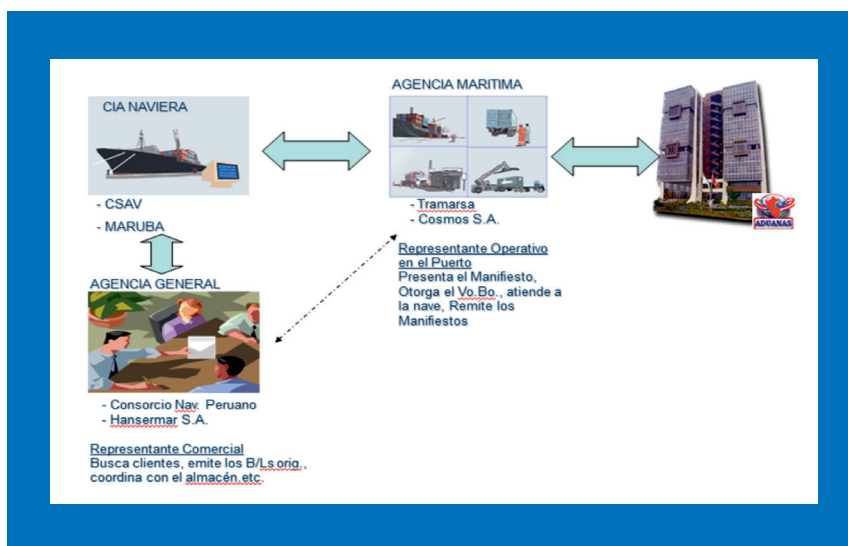 CIA NAVIERA
- CSAV
- MARUBA
AGENCIA GENERAL
- Consorcio Nav. Peruano
- Hansermar S.A.
Representante Comercial
Busca clientes, emite los B/Ls orig.,
coordina con el almacén.etc.
AGENCIA MARITIMA
- Tramarsa
- Cosmos S.A.
Representante Operativo
en el Puerto
Presenta el Manifiesto,
Otorga el Vo.Bo., atiende a
la nave, Remite los
Manifiestos
ADUANAS